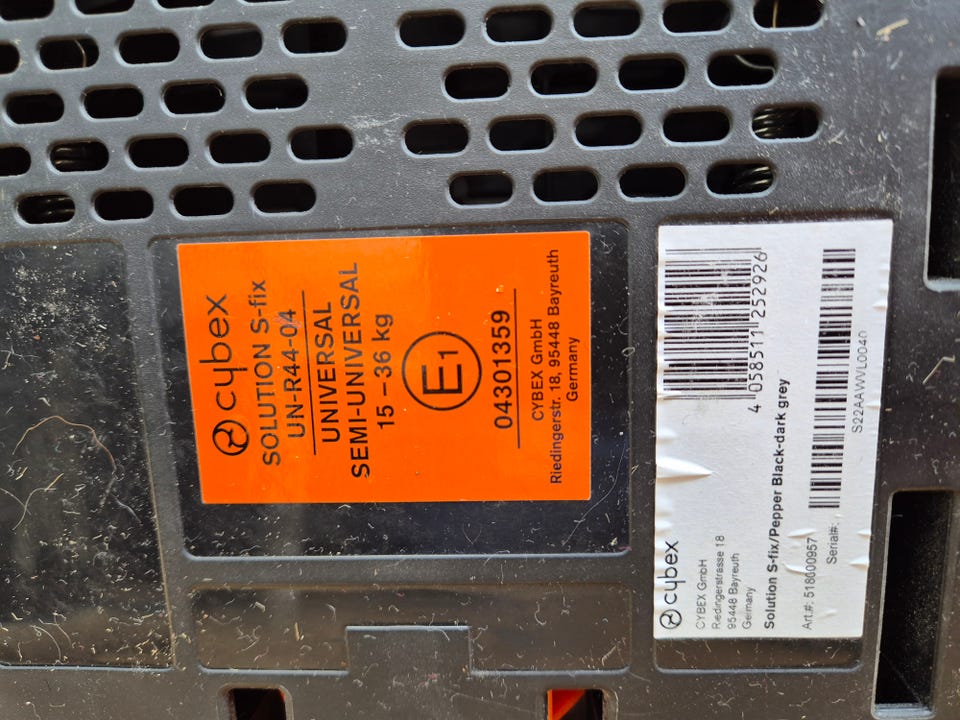 cybex
SOLUTION S-fix
UN-R44-04
UNIVERSAL
SEMI-UNIVERSAL
15 – 36 kg
E1
04301359
CYBEX GmbH
Riedingerstr. 18, 95448 Bayreuth
Germany
4 058511 252926
cybex
CYBEX GmbH
Riedingerstrasse 18
95448 Bayreuth
Germany
Solution S-fix/Pepper Black-dark grey
Art.#: 518000957
Serial#:
S22AAWVL0040